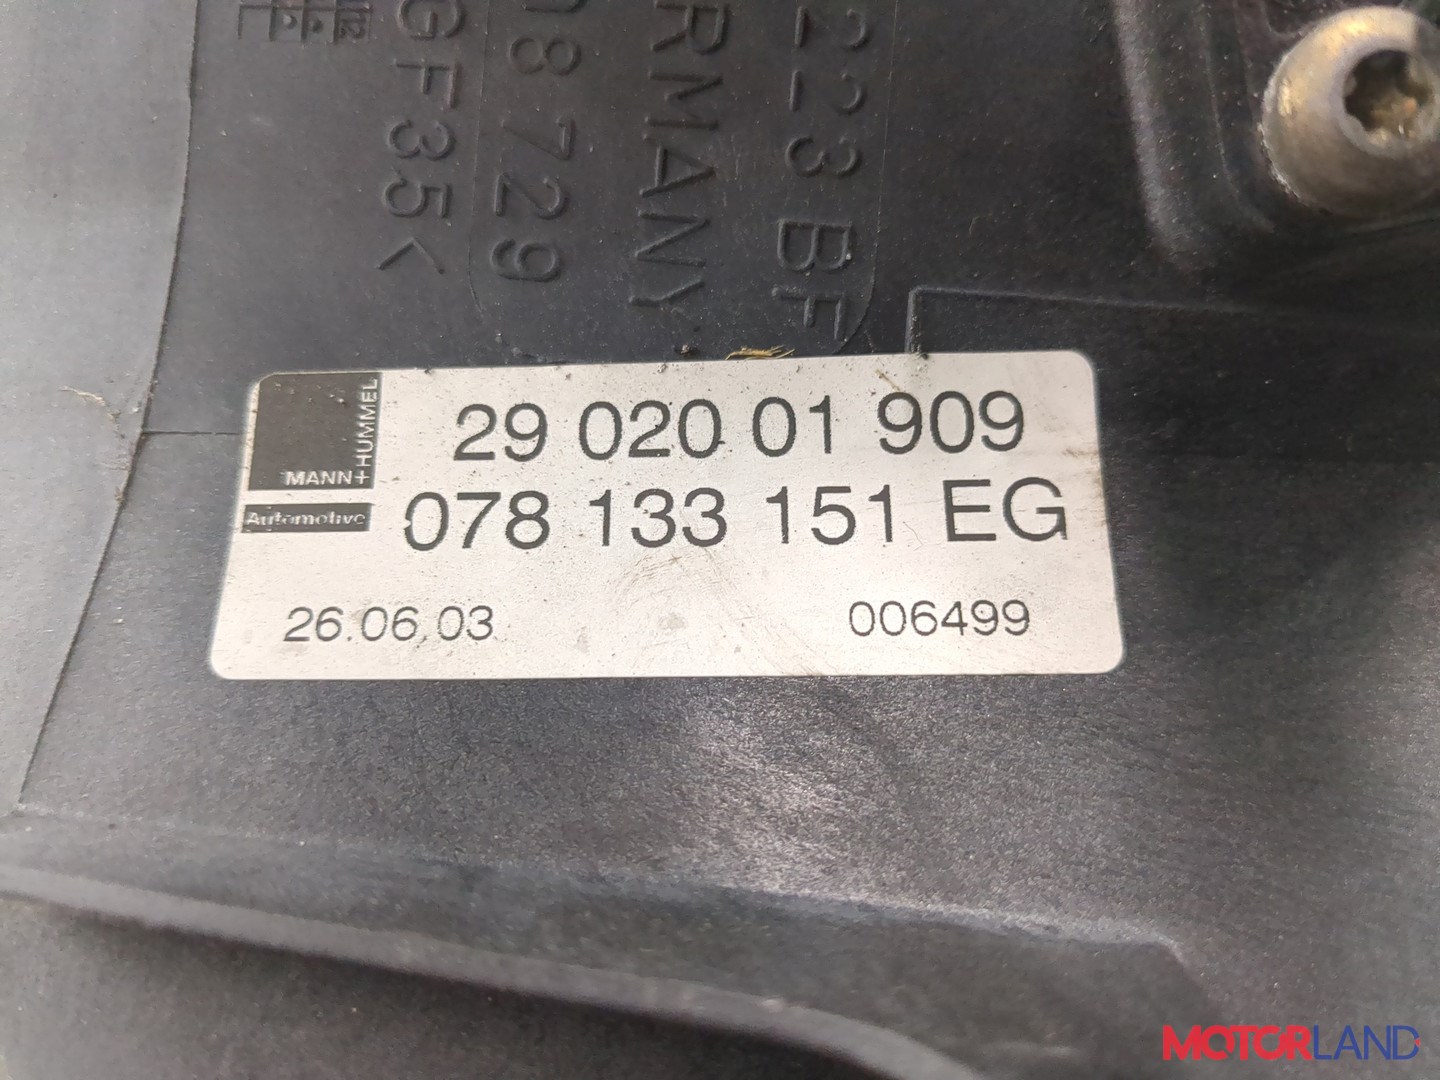 223 BF
RMANY
8 729
GF35<
MANN+HUMMEL
Automotive
29 020 01 909
078 133 151 EG
26.06.03
006499
MOTORLAND